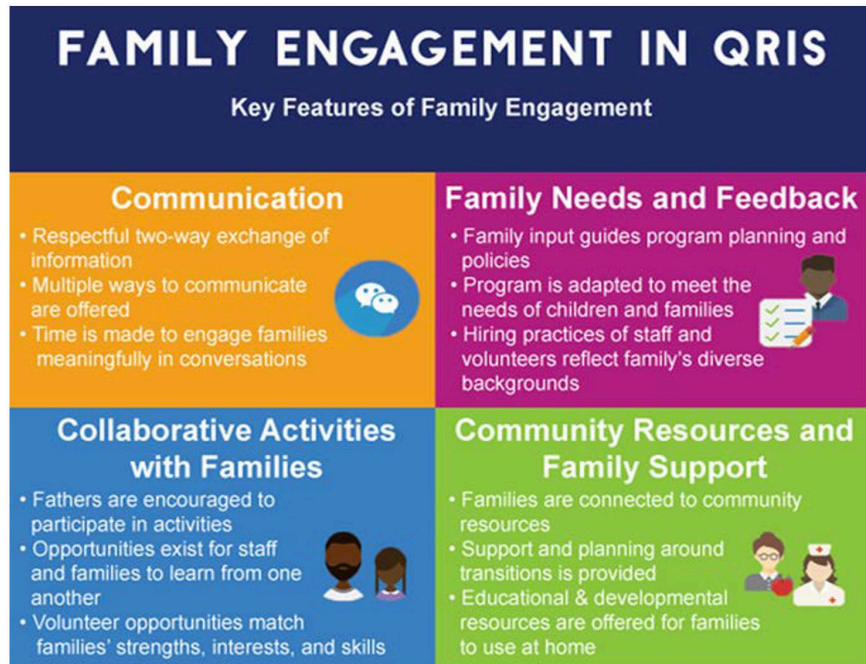 FAMILY ENGAGEMENT IN QRIS
Key Features of Family Engagement
Communication
• Respectful two-way exchange of
information
• Multiple ways to communicate
are offered
• Time is made to engage families
meaningfully in conversations
Family Needs and Feedback
• Family input guides program planning and
policies
• Program is adapted to meet the
needs of children and families
• Hiring practices of staff and
volunteers reflect family's diverse
backgrounds
Collaborative Activities
with Families
• Fathers are encouraged to
participate in activities
• Opportunities exist for staff
and families to learn from one
another
• Volunteer opportunities match
families' strengths, interests, and skills
Community Resources and
Family Support
• Families are connected to community
resources
• Support and planning around
transitions is provided
• Educational & developmental
resources are offered for families
to use at home